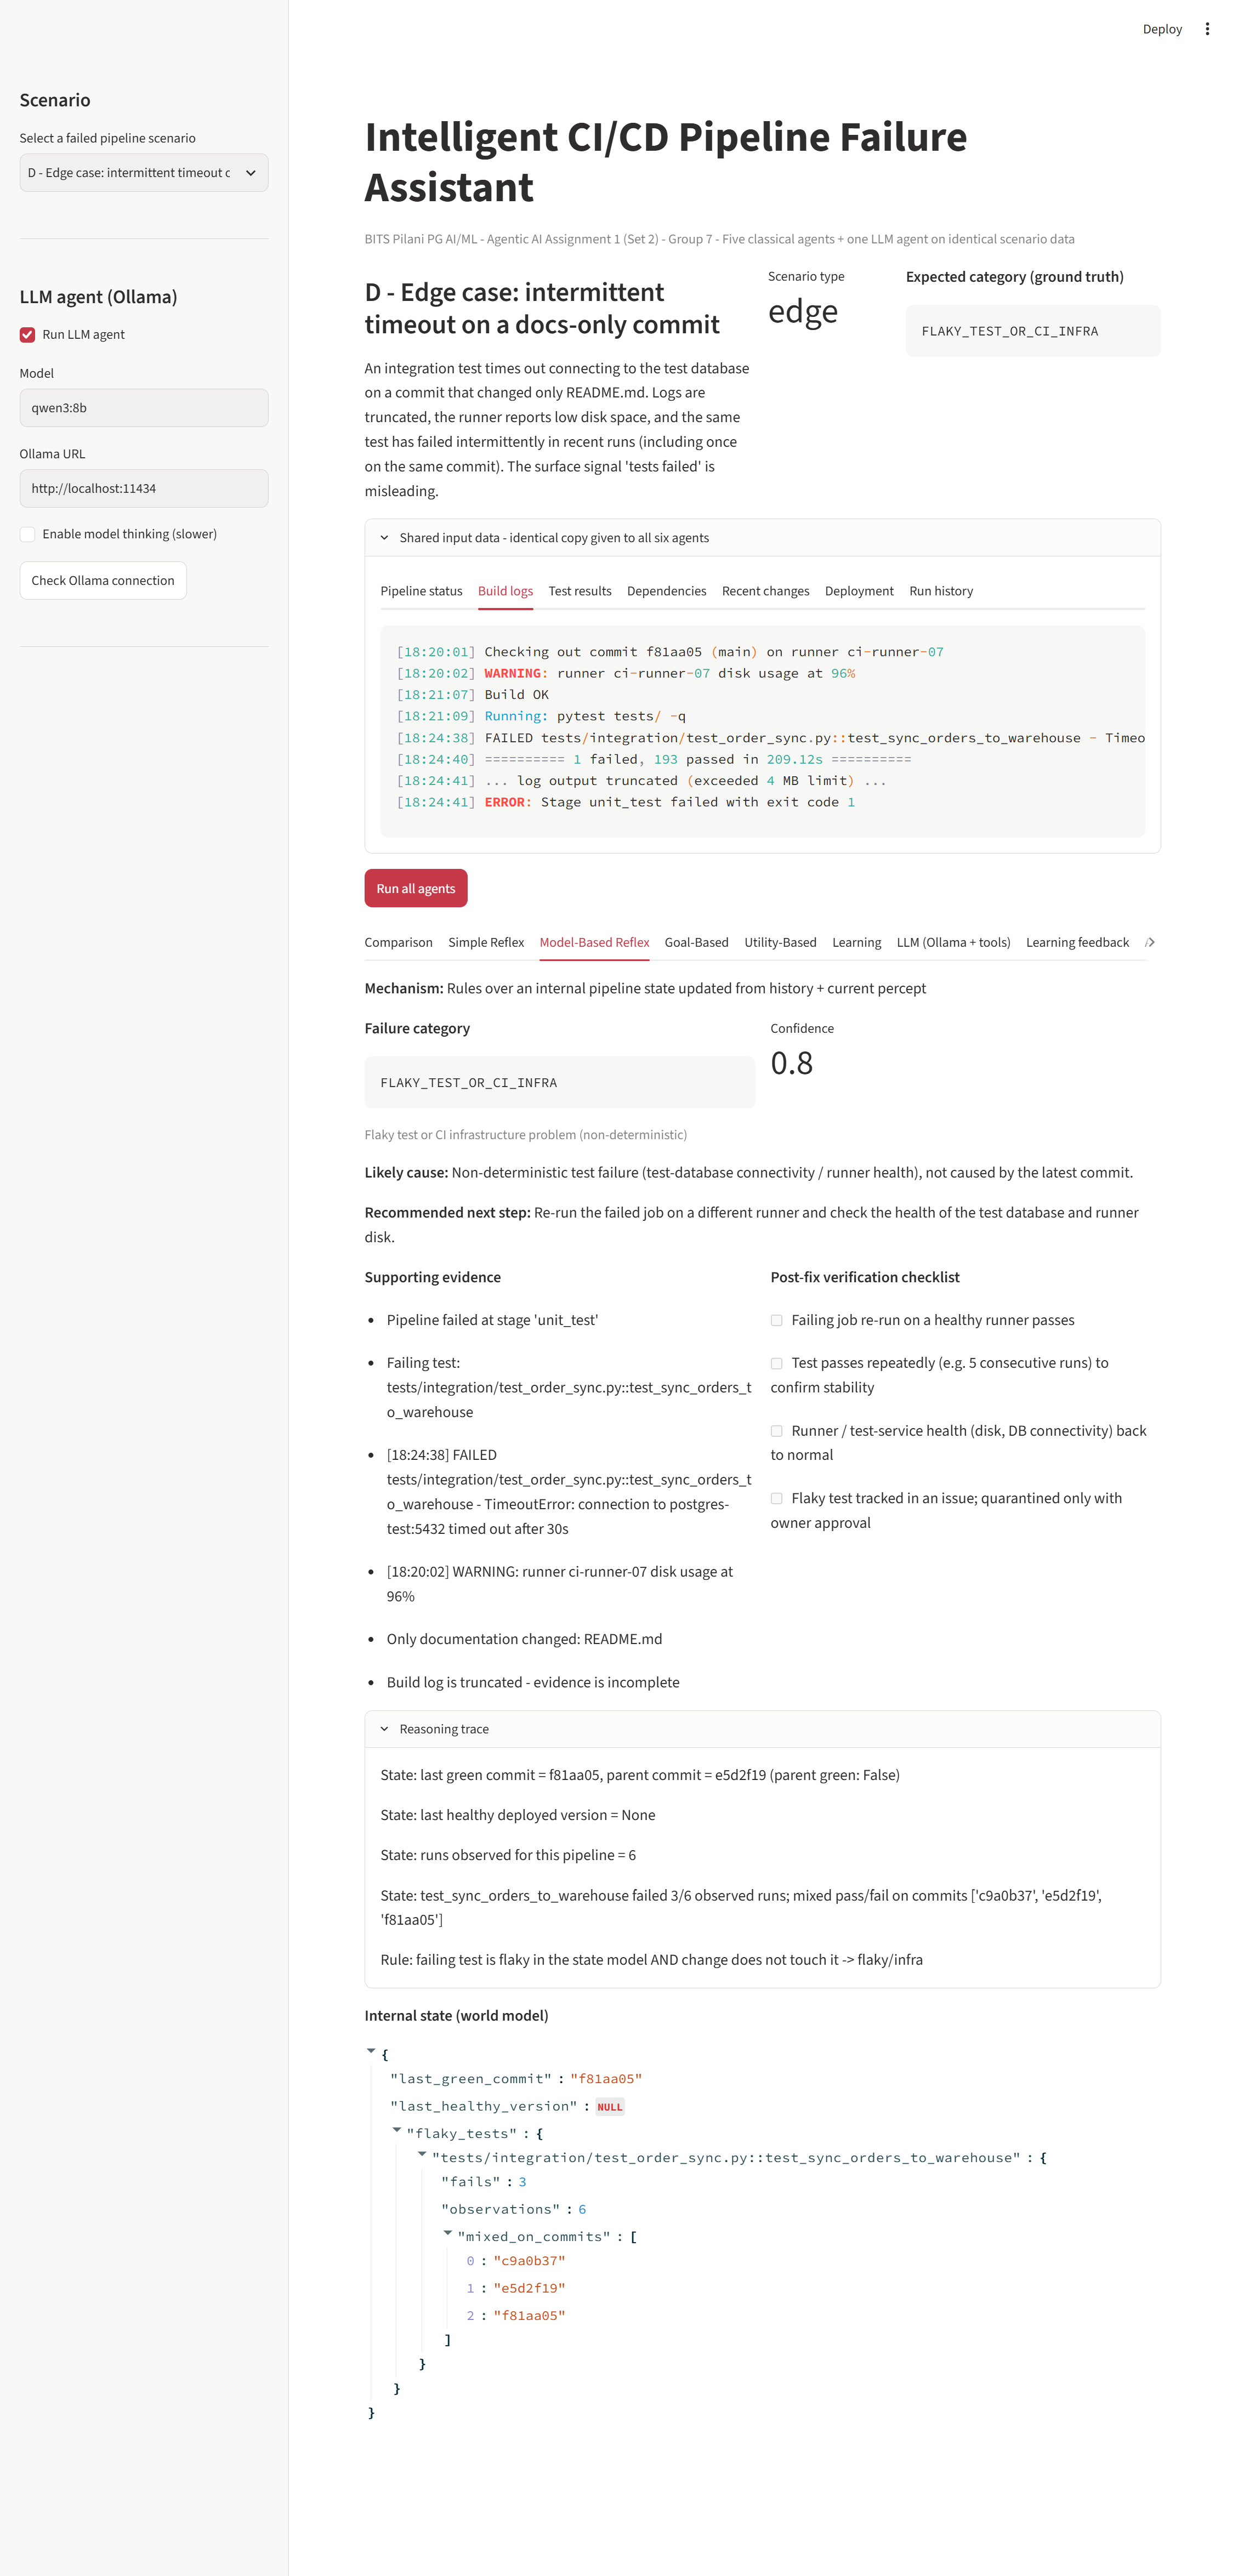 Deploy
Scenario
Select a failed pipeline scenario
D - Edge case: intermittent timeout c
LLM agent (Ollama)
Run LLM agent
Model
qwen3:8b
Ollama URL
http://localhost:11434
Enable model thinking (slower)
Check Ollama connection
Intelligent CI/CD Pipeline Failure
Assistant
BITS Pilani PG AI/ML - Agentic AI Assignment 1 (Set 2) - Group 7 - Five classical agents + one LLM agent on identical scenario data
D - Edge case: intermittent
timeout on a docs-only commit
An integration test times out connecting to the test database
on a commit that changed only README.md. Logs are
truncated, the runner reports low disk space, and the same
test has failed intermittently in recent runs (including once
on the same commit). The surface signal 'tests failed' is
misleading.
Scenario type
edge
Expected category (ground truth)
FLAKY_TEST_OR_CI_INFRA
Shared input data - identical copy given to all six agents
Pipeline status Build logs Test results Dependencies Recent changes Deployment Run history
[18:20:01] Checking out commit f81aa05 (main) on runner ci-runner-07
[18:20:02] WARNING: runner ci-runner-07 disk usage at 96%
[18:21:07] Build OK
[18:21:09] Running: pytest tests/ -q
[18:24:38] FAILED tests/integration/test_order_sync.py::test_sync_orders_to_warehouse - Timeo
[18:24:40] ========== 1 failed, 193 passed in 209.12s ==========
[18:24:41] ... log output truncated (exceeded 4 MB limit) ...
[18:24:41] ERROR: Stage unit_test failed with exit code 1
Run all agents
Comparison Simple Reflex Model-Based Reflex Goal-Based Utility-Based Learning LLM (Ollama + tools) Learning feedback
Mechanism: Rules over an internal pipeline state updated from history + current percept
Failure category
FLAKY_TEST_OR_CI_INFRA
Confidence
0.8
Flaky test or CI infrastructure problem (non-deterministic)
Likely cause: Non-deterministic test failure (test-database connectivity / runner health), not caused by the latest commit.
Recommended next step: Re-run the failed job on a different runner and check the health of the test database and runner
disk.
Supporting evidence
• Pipeline failed at stage 'unit_test'
• Failing test:
tests/integration/test_order_sync.py::test_sync_orders_t
o_warehouse
• [18:24:38] FAILED
tests/integration/test_order_sync.py::test_sync_orders_t
o_warehouse - TimeoutError: connection to postgres-
test:5432 timed out after 30s
• [18:20:02] WARNING: runner ci-runner-07 disk usage at
96%
• Only documentation changed: README.md
• Build log is truncated - evidence is incomplete
Post-fix verification checklist
Failing job re-run on a healthy runner passes
Test passes repeatedly (e.g. 5 consecutive runs) to
confirm stability
Runner / test-service health (disk, DB connectivity) back
to normal
Flaky test tracked in an issue; quarantined only with
owner approval
Reasoning trace
State: last green commit = f81aa05, parent commit = e5d2f19 (parent green: False)
State: last healthy deployed version = None
State: runs observed for this pipeline = 6
State: test_sync_orders_to_warehouse failed 3/6 observed runs; mixed pass/fail on commits ['c9a0b37', 'e5d2f19',
'f81aa05']
Rule: failing test is flaky in the state model AND change does not touch it -> flaky/infra
Internal state (world model)
{
"last_green_commit" : "f81aa05"
"last_healthy_version" : NULL
"flaky_tests" : {
"tests/integration/test_order_sync.py::test_sync_orders_to_warehouse" : {
"fails" : 3
"observations" : 6
"mixed_on_commits" : [
0 : "c9a0b37"
1 : "e5d2f19"
2 : "f81aa05"
]
}
}
}